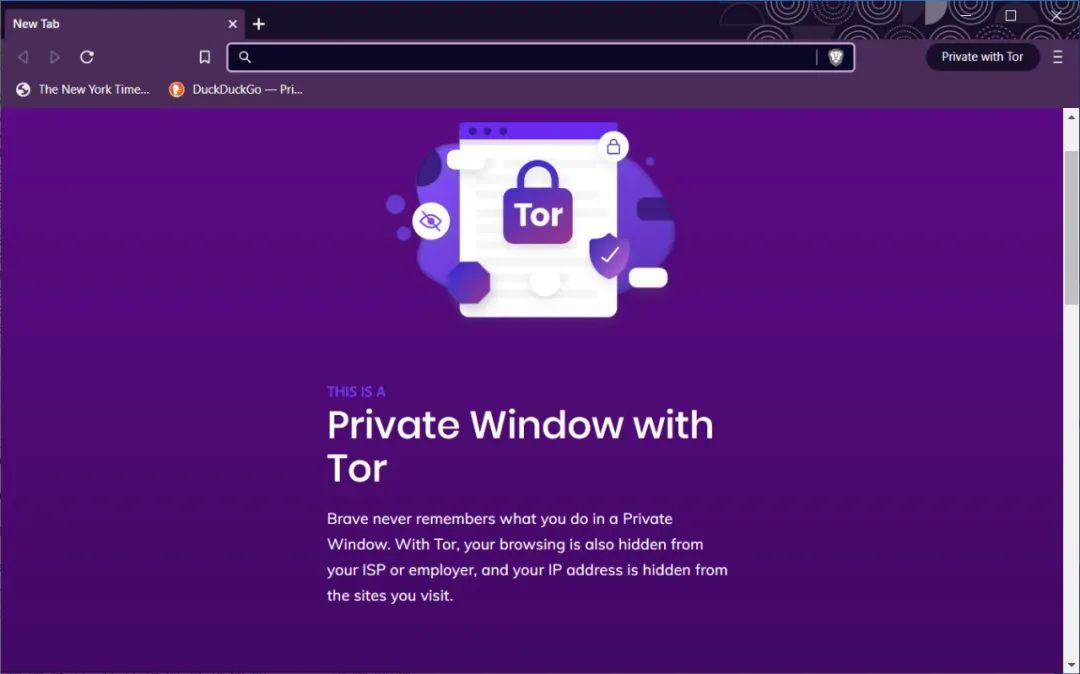 New Tab
Private with Tor
The New York Time...
DuckDuckGo — Pri...
Tor
THIS IS A
Private Window with
Tor
Brave never remembers what you do in a Private
Window. With Tor, your browsing is also hidden from
your ISP or employer, and your IP address is hidden from
the sites you visit.